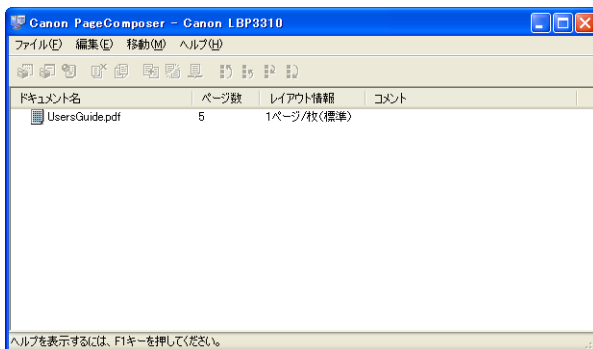 Canon PageComposer - Canon LBP3310
ファイル(F) 編集(E) 移動(M) ヘルプ(H)
ドキュメント名 ページ数 レイアウト情報 コメント
UsersGuide.pdf 5 1ページ/枚(標準)
ヘルプを表示するには、F1キーを押してください。